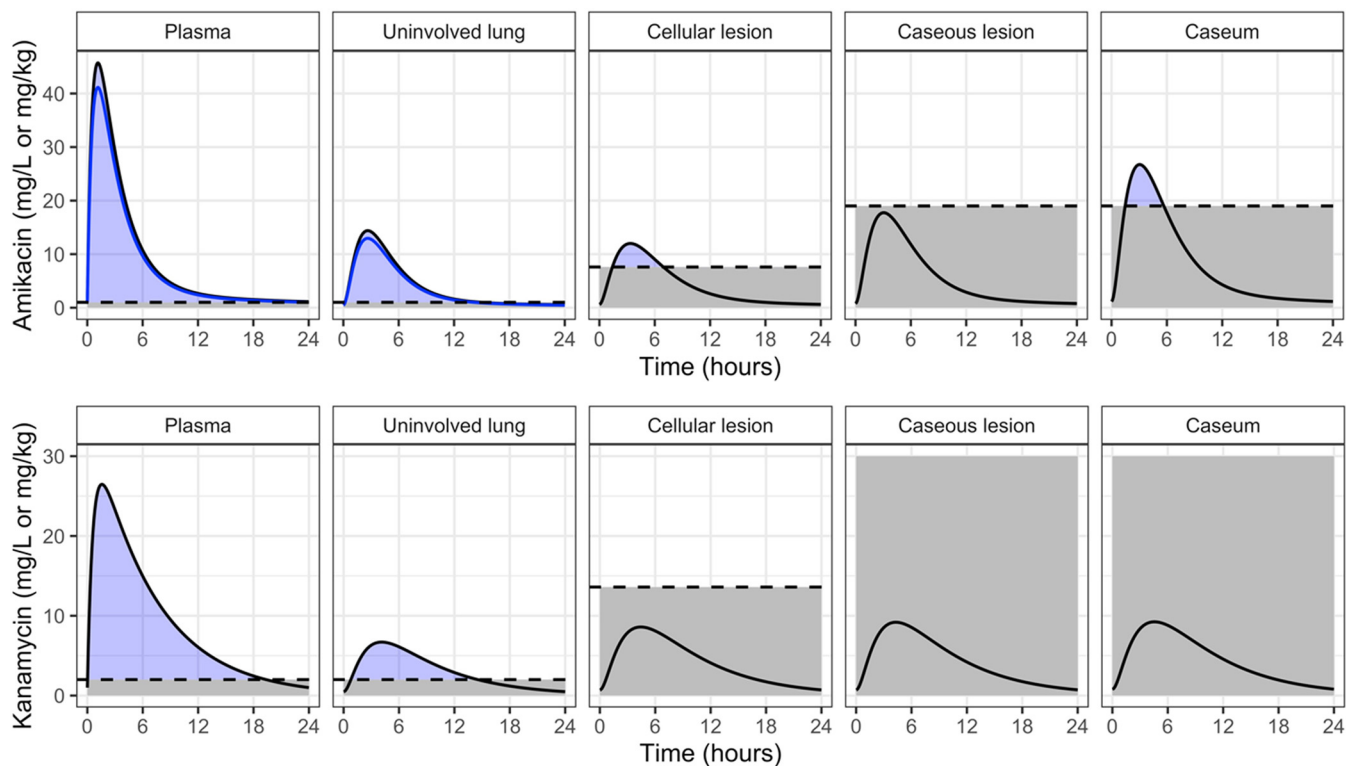 Plasma Uninvolved lung Cellular lesion Caseous lesion Caseum
Amikacin (mg/L or mg/kg)
40
30
20
10
0
0 6 12 18 24 0 6 12 18 24 0 6 12 18 24 0 6 12 18 24 0 6 12 18 24
Time (hours)
Plasma Uninvolved lung Cellular lesion Caseous lesion Caseum
Kanamycin (mg/L or mg/kg)
30
20
10
0
0 6 12 18 24 0 6 12 18 24 0 6 12 18 24 0 6 12 18 24 0 6 12 18 24
Time (hours)